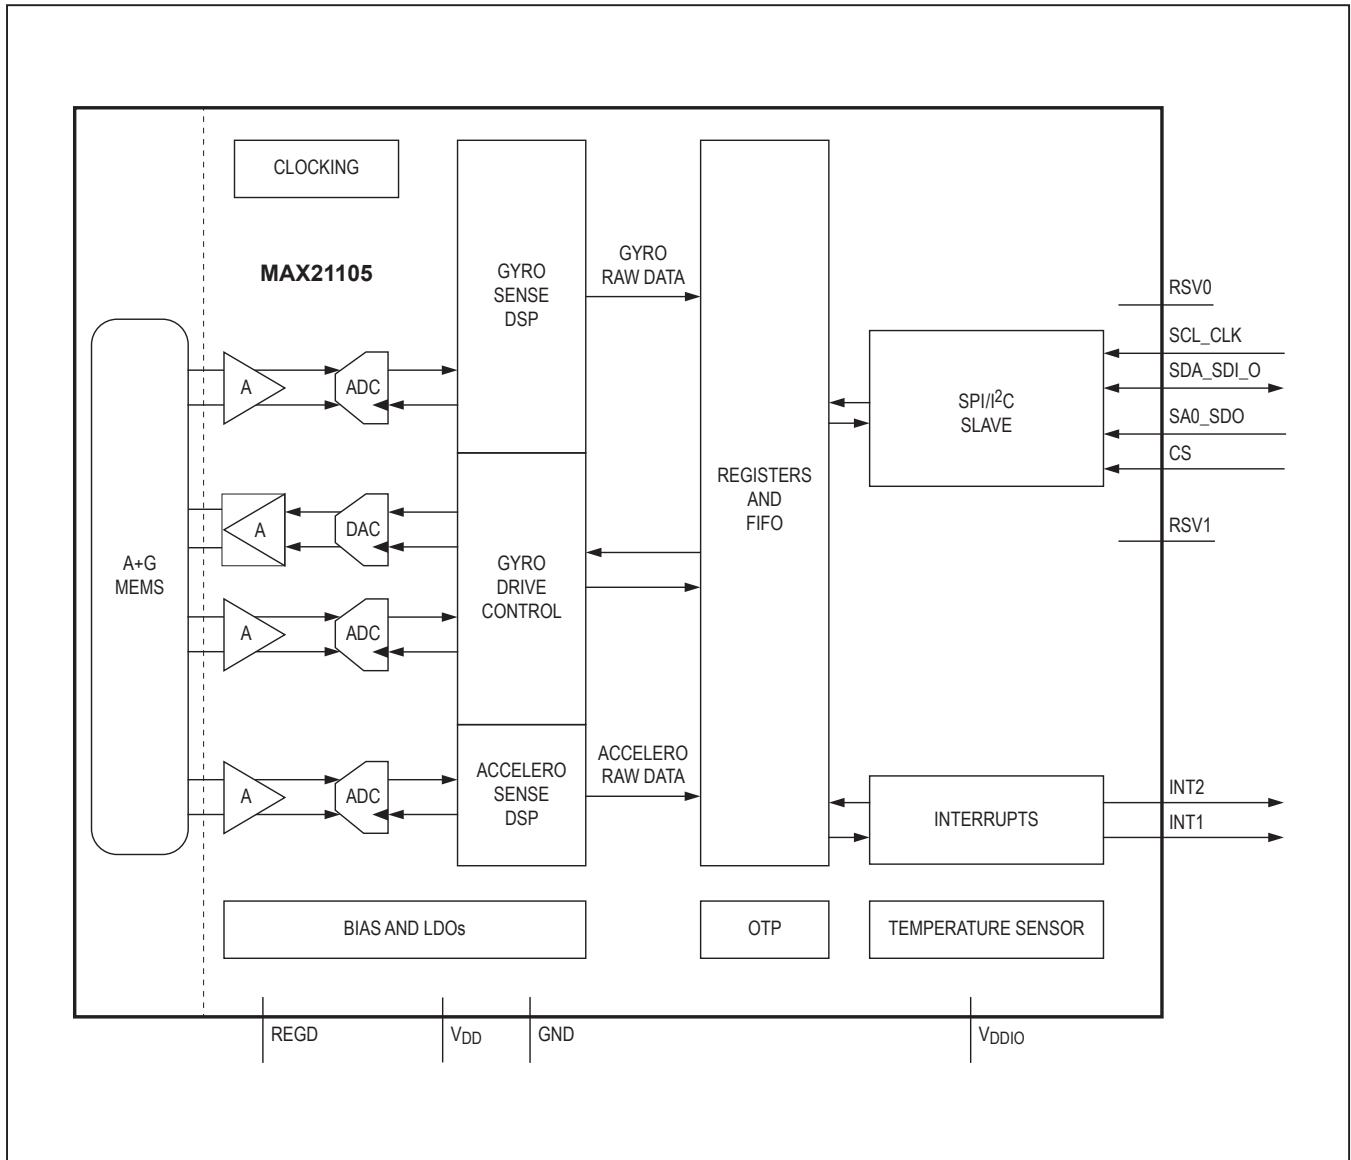 CLOCKING
MAX21105
GYRO
SENSE
DSP
GYRO
RAW DATA
RSV0
SCL_CLK
SDA_SDI_O
SA0_SDO
CS
RSV1
SPI/I2C
SLAVE
A
ADC
A
DAC
A
ADC
A
ADC
A+G
MEMS
GYRO
DRIVE
CONTROL
REGISTERS
AND
FIFO
ACCELERO
SENSE
DSP
ACCELERO
RAW DATA
INTERRUPTS
INT2
INT1
BIAS AND LDOs
OTP
TEMPERATURE SENSOR
REGD
VDD
GND
VDDIO